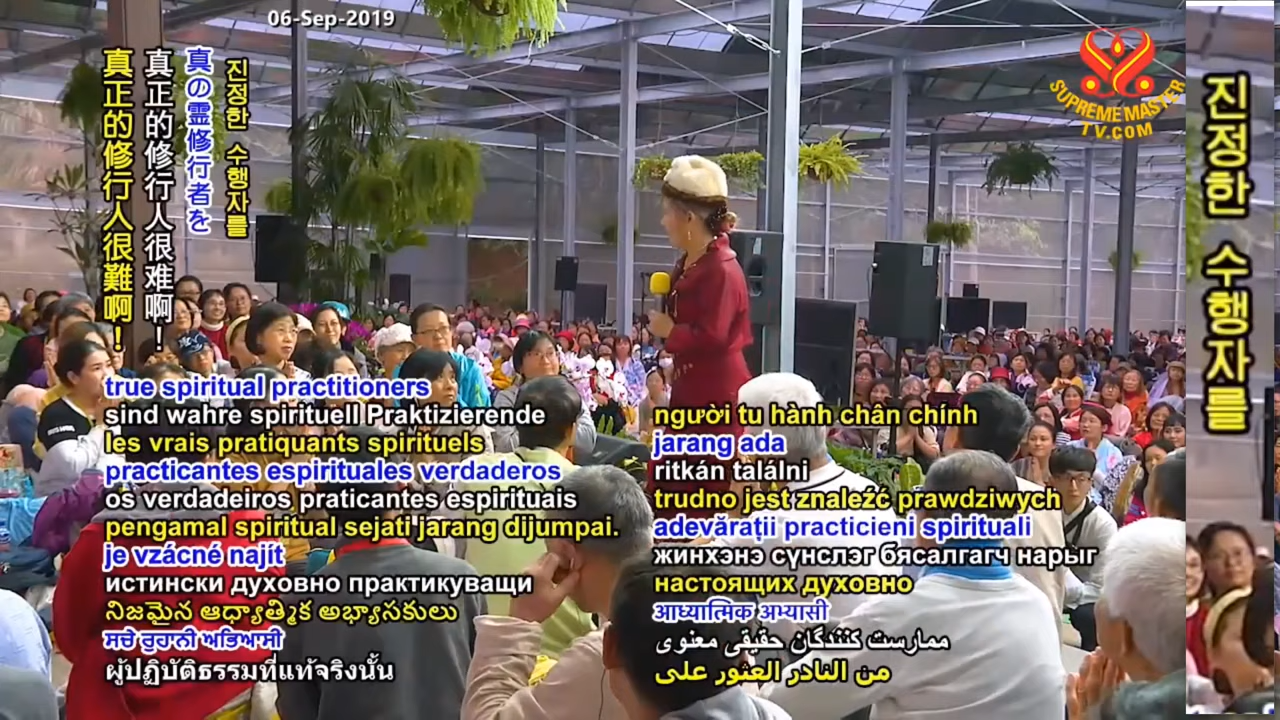 06-Sep-2019
SUPREME MASTER
TV.COM
진정한 수행자를
真の霊修行者を
真正的修行人很难啊！
真正的修行人很難啊！
true spiritual practitioners
sind wahre spirituell Praktizierende
les vrais pratiquants spirituels
practicantes espirituales verdaderos
os verdadeiros praticantes espirituais
pengamal spiritual sejati jarang dijumpai.
je vzácné najít
истински духовно практикуващи
నిజమైన ఆధ్యాత్మిక అభ్యాసకులు
ਸਚੇ ਰੁਹਾਨੀ ਅਭਿਆਸੀ
ผู้ปฏิบัติธรรมที่แท้จริงนั้น
người tu hành chân chính
jarang ada
ritkán találni
trudno jest znaleźć prawdziwych
adevărații practicieni spirituali
жинхэнэ сүнслэг бясалгагч нарыг
настоящих духовно
आध्यात्मिक अभ्यासी
ممارست کنندگان حقیقی معنوی
من النادر العثور على
진정한 수행자를